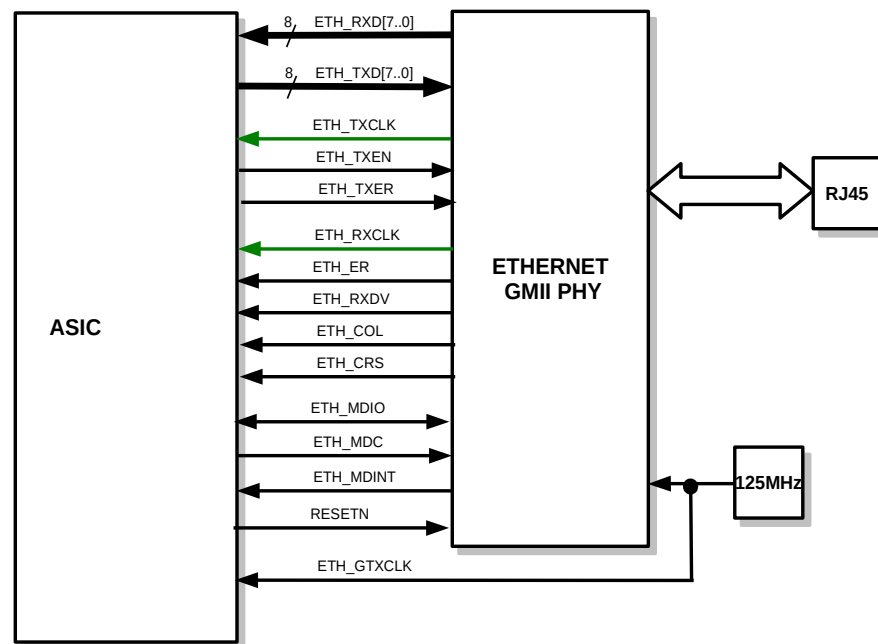 8 ETH_RXD[7..0]
8 ETH_TXD[7..0]
ETH_TXCLK
ETH_TXEN
ETH_TXER
ETH_RXCLK
ETH_ER
ETH_RXDV
ETH_COL
ETH_CRS
ETH_MDIO
ETH_MDC
ETH_MDINT
RESETN
ETH_GTXCLK
ASIC
ETHERNET
GMII PHY
RJ45
125MHz